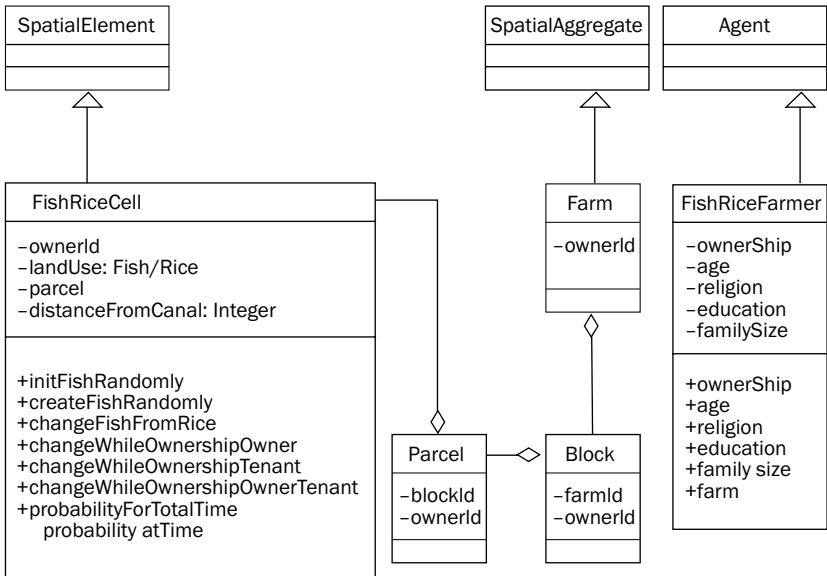 SpatialElement
SpatialAggregate
Agent
FishRiceCell
–ownerId
–landUse: Fish/Rice
–parcel
–distanceFromCanal: Integer
+initFishRandomly
+createFishRandomly
+changeFishFromRice
+changeWhileOwnershipOwner
+changeWhileOwnershipTenant
+changeWhileOwnershipOwnerTenant
+probabilityForTotalTime
probability atTime
Parcel
–blockId
–ownerId
Farm
–ownerId
Block
–farmId
–ownerId
FishRiceFarmer
–ownerShip
–age
–religion
–education
–familySize
+ownerShip
+age
+religion
+education
+family size
+farm